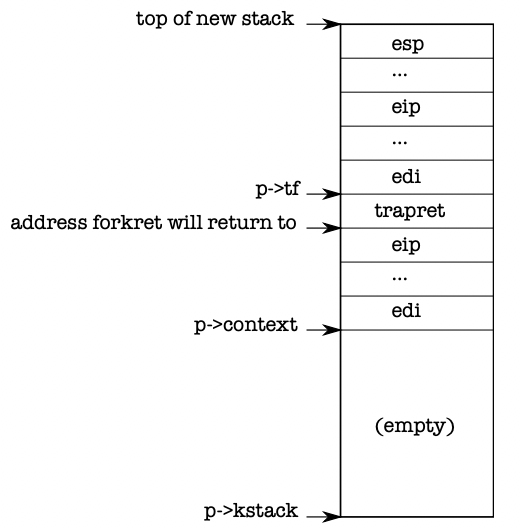 top of new stack
esp
...
eip
...
edi
p->tf
trapret
address forkret will return to
eip
...
edi
p->context
(empty)
p->kstack